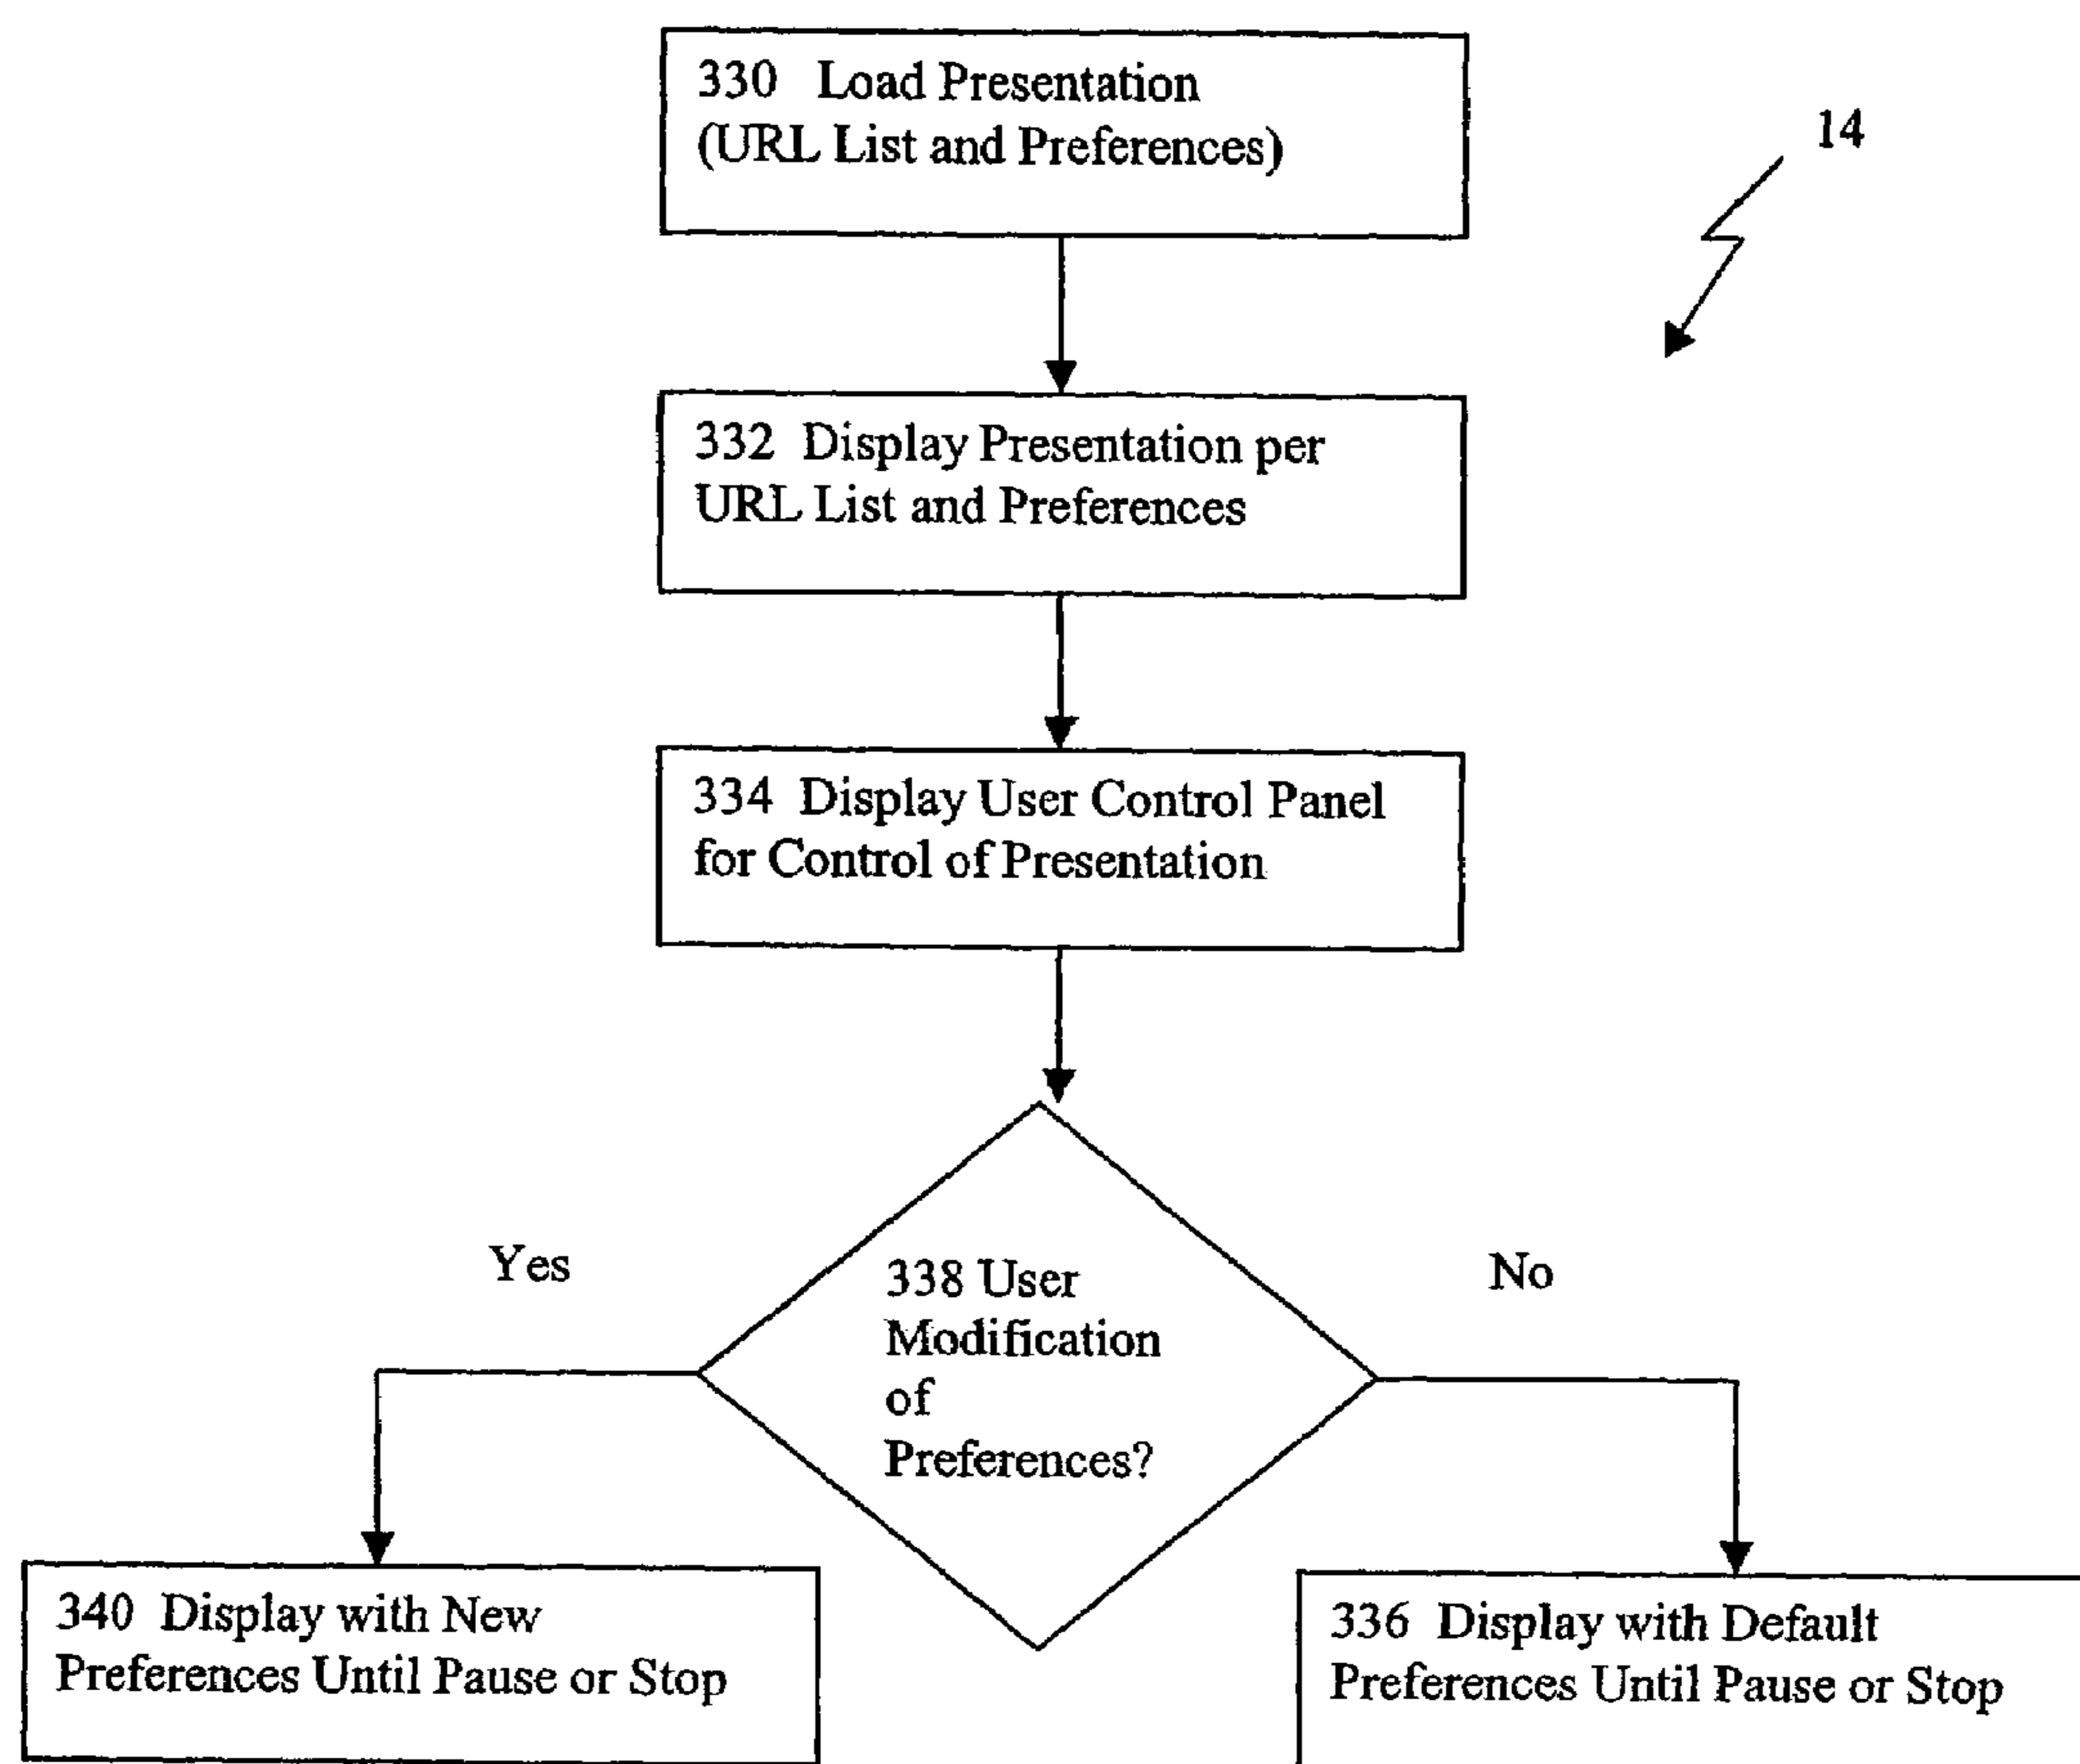 330 Load Presentation
(URL List and Preferences)
14
332 Display Presentation per
URL List and Preferences
334 Display User Control Panel
for Control of Presentation
Yes
No
338 User
Modification
of
Preferences?
340 Display with New
Preferences Until Pause or Stop
336 Display with Default
Preferences Until Pause or Stop